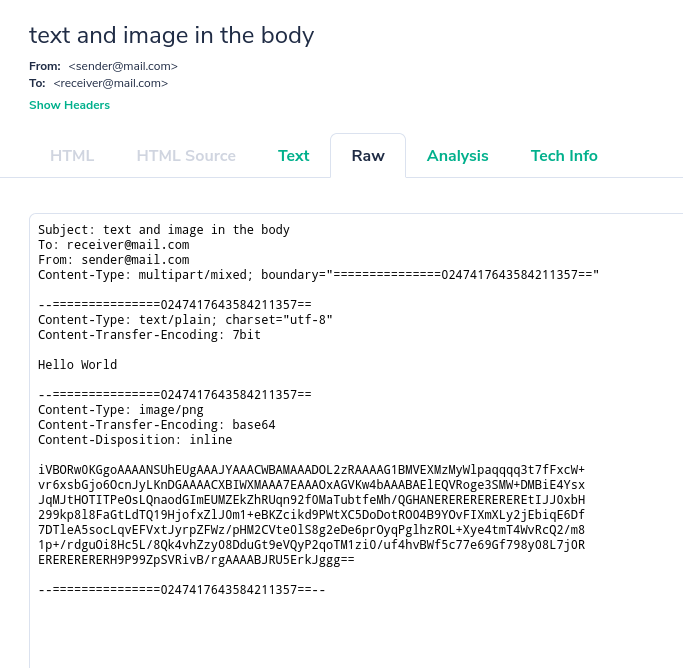 text and image in the body
From: <sender@mail.com>
To: <receiver@mail.com>
Show Headers
HTML HTML Source Text Raw Analysis Tech Info
Subject: text and image in the body
To: receiver@mail.com
From: sender@mail.com
Content-Type: multipart/mixed; boundary="===============0247417643584211357=="
--===============0247417643584211357==
Content-Type: text/plain; charset="utf-8"
Content-Transfer-Encoding: 7bit
Hello World
--===============0247417643584211357==
Content-Type: image/png
Content-Transfer-Encoding: base64
Content-Disposition: inline
iVBORw0KGgoAAAANSUhEUgAAAJYAAACWBAMAAADOL2zRAAAAG1BMVEXMzMyWlpaqqqq3t7fFxcW+
vr6xsbGjo6OcnJyLKnDGAAAACXBIWXMAAA7EAAAOxAGVKw4bAAABAElEQVRoge3SMW+DMBiE4Ysx
JqMJtHOTITPeOsLQnaodGImEUMZEkZhRUqn92f0MaTubtfeMh/QGHANEREREREREREtIJJ0xbH
299kp8l8FaGtLdTQ19HjofxZlJ0m1+eBKZcikd9PWtXC5DoDotRO04B9YOvFIXmXLy2jEbiqE6Df
7DTleA5socLqvEFVxtJyrpZFWz/pHM2CVte0lS8g2eDe6prOyqPglhzROL+Xye4tmT4WvRcQ2/m8
1p+/rdguOi8Hc5L/8Qk4vhZzy08DduGt9eVQyP2qoTM1zi0/uf4hvBWf5c77e69Gf798y08L7j0R
ERERERERERH9P99ZpSVRivB/rgAAAABJRU5ErkJggg==
--===============0247417643584211357==--